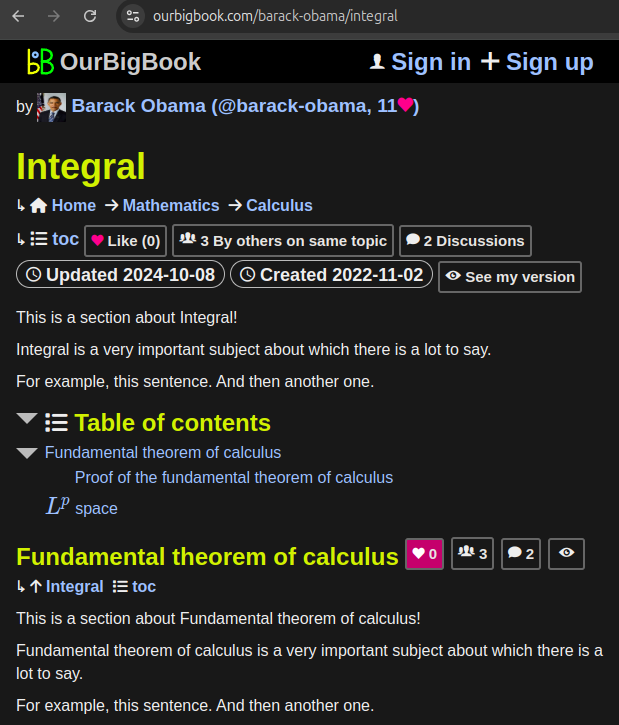 ourbigbook.com/barack-obama/integral
OurBigBook Sign in Sign up
by Barack Obama (@barack-obama, 11)
Integral
Home → Mathematics → Calculus
toc Like (0) 3 By others on same topic 2 Discussions
Updated 2024-10-08 Created 2022-11-02 See my version
This is a section about Integral!
Integral is a very important subject about which there is a lot to say.
For example, this sentence. And then another one.
Table of contents
Fundamental theorem of calculus
Proof of the fundamental theorem of calculus
L^p space
Fundamental theorem of calculus 0 3 2
↑ Integral toc
This is a section about Fundamental theorem of calculus!
Fundamental theorem of calculus is a very important subject about which there is a
lot to say.
For example, this sentence. And then another one.